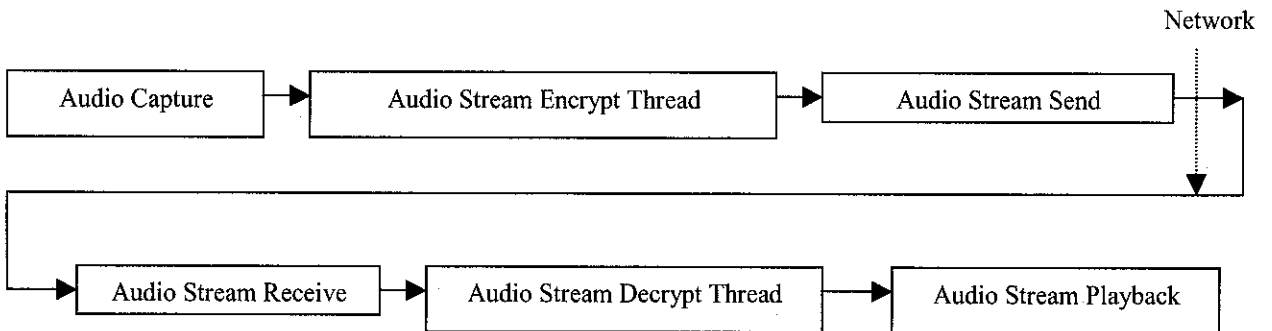 Network
Audio Capture
Audio Stream Encrypt Thread
Audio Stream Send
Audio Stream Receive
Audio Stream Decrypt Thread
Audio Stream Playback